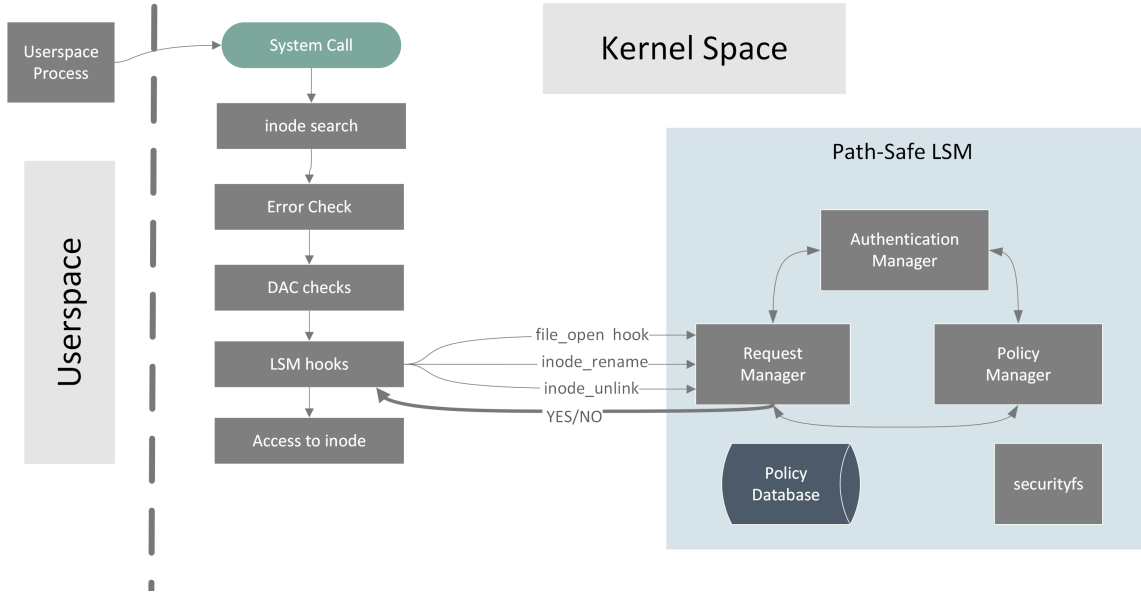 Userspace
Process
System Call
Kernel Space
inode search
Path-Safe LSM
Error Check
Authentication
Manager
Userspace
DAC checks
LSM hooks
file_open hook
inode_rename
inode_unlink
YES/NO
Request
Manager
Policy
Manager
Access to inode
Policy
Database
securityfs